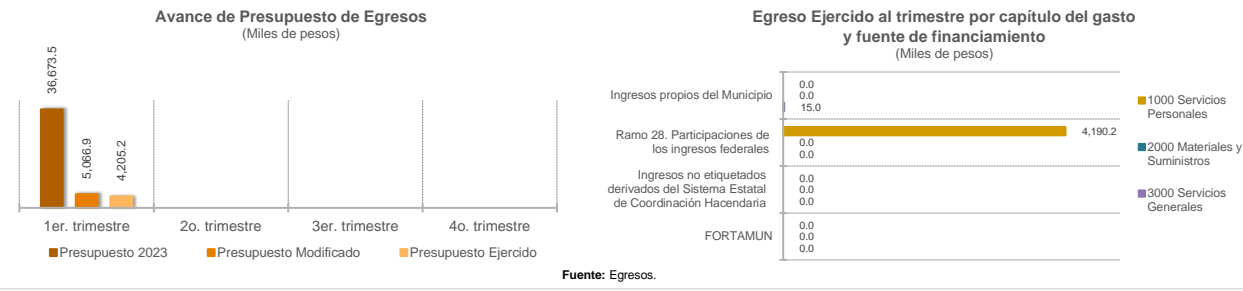 Avance de Presupuesto de Egresos
(Miles de pesos)
36,673.5
5,066.9
4,205.2
1er. trimestre
2o. trimestre
3er. trimestre
4o. trimestre
Presupuesto 2023
Presupuesto Modificado
Presupuesto Ejercido
Egreso Ejercido al trimestre por capítulo del gasto
y fuente de financiamiento
(Miles de pesos)
Ingresos propios del Municipio
0.0
0.0
15.0
Ramo 28. Participaciones de
los ingresos federales
4,190.2
0.0
0.0
Ingresos no etiquetados
derivados del Sistema Estatal
de Coordinación Hacendaria
0.0
0.0
0.0
FORTAMUN
0.0
0.0
0.0
1000 Servicios
Personales
2000 Materiales y
Suministros
3000 Servicios
Generales
Fuente: Egresos.